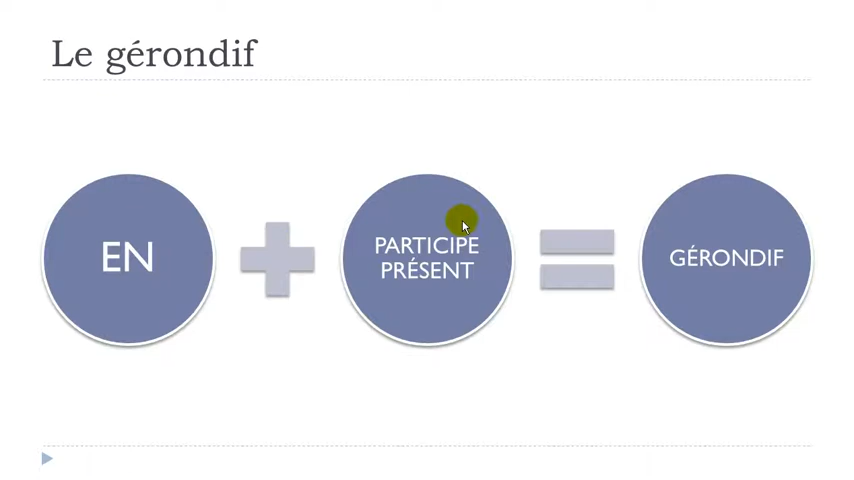 Le gérondif
EN
PARTICIPE
PRÉSENT
GÉRONDIF